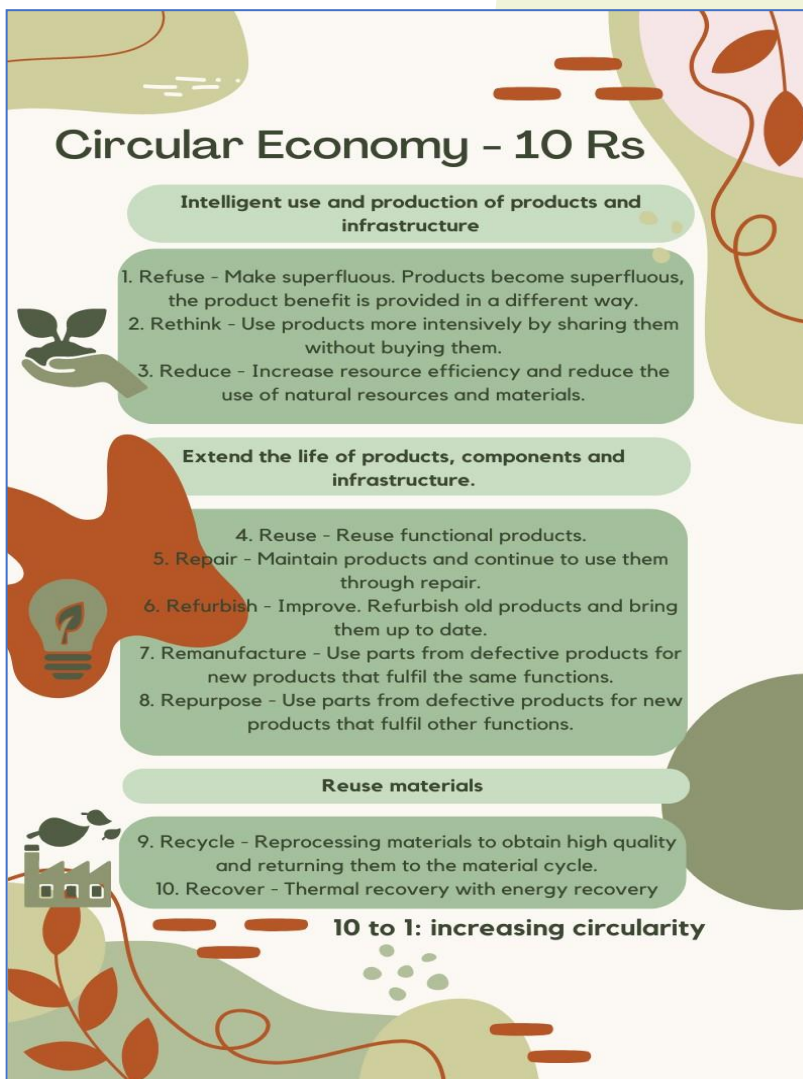 Circular Economy - 10 Rs
Intelligent use and production of products and
infrastructure
1. Refuse - Make superfluous. Products become superfluous,
the product benefit is provided in a different way.
2. Rethink - Use products more intensively by sharing them
without buying them.
3. Reduce - Increase resource efficiency and reduce the
use of natural resources and materials.
Extend the life of products, components and
infrastructure.
4. Reuse - Reuse functional products.
5. Repair - Maintain products and continue to use them
through repair.
6. Refurbish - Improve. Refurbish old products and bring
them up to date.
7. Remanufacture - Use parts from defective products for
new products that fulfil the same functions.
8. Repurpose - Use parts from defective products for new
products that fulfil other functions.
Reuse materials
9. Recycle - Reprocessing materials to obtain high quality
and returning them to the material cycle.
10. Recover - Thermal recovery with energy recovery
10 to 1: increasing circularity